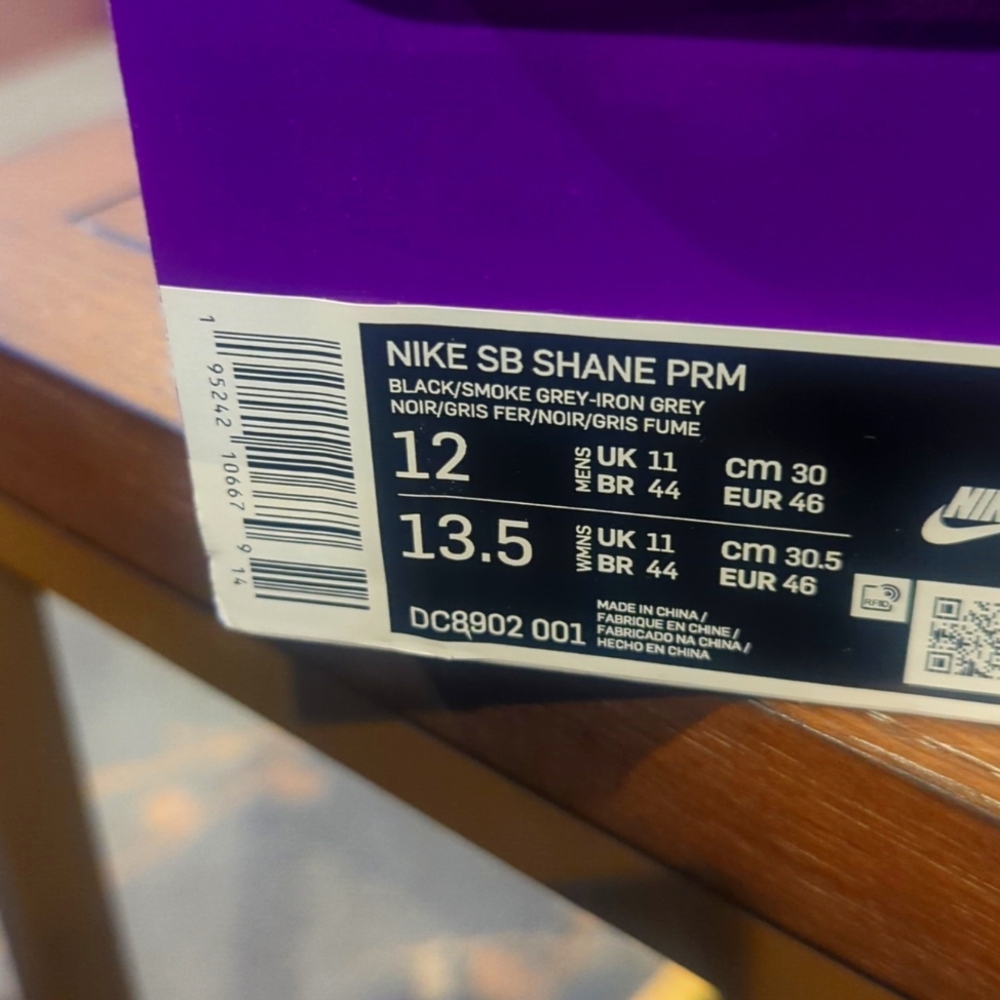 1 95242 10667 9 14
NIKE SB SHANE PRM
BLACK/SMOKE GREY-IRON GREY
NOIR/GRIS FER/NOIR/GRIS FUME
12 MENS UK 11 cm 30
BR 44 EUR 46
13.5 WMNS UK 11 cm 30.5
BR 44 EUR 46
DC8902 001
MADE IN CHINA /
FABRIQUE EN CHINE /
FABRICADO NA CHINA /
HECHO EN CHINA
RFID